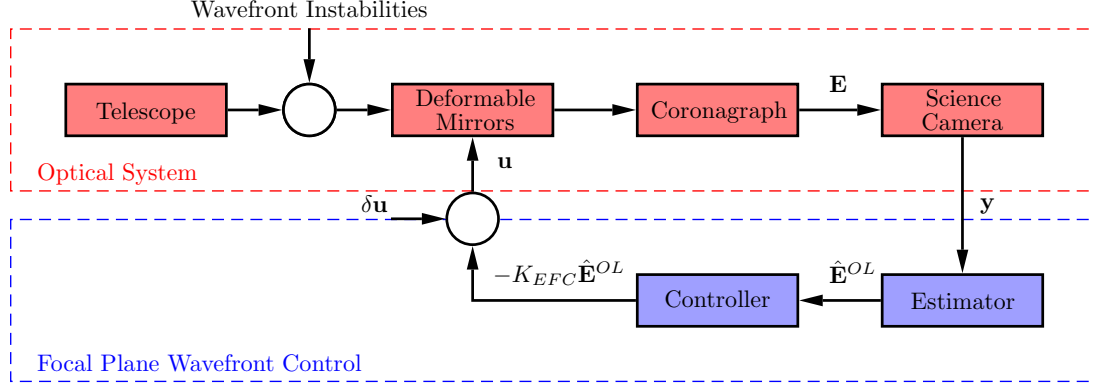 Wavefront Instabilities
Telescope
Deformable
Mirrors
Coronagraph
E
Science
Camera
Optical System
u
y
δu
−K_{EFC}Ê^{OL}
Controller
Ê^{OL}
Estimator
Focal Plane Wavefront Control